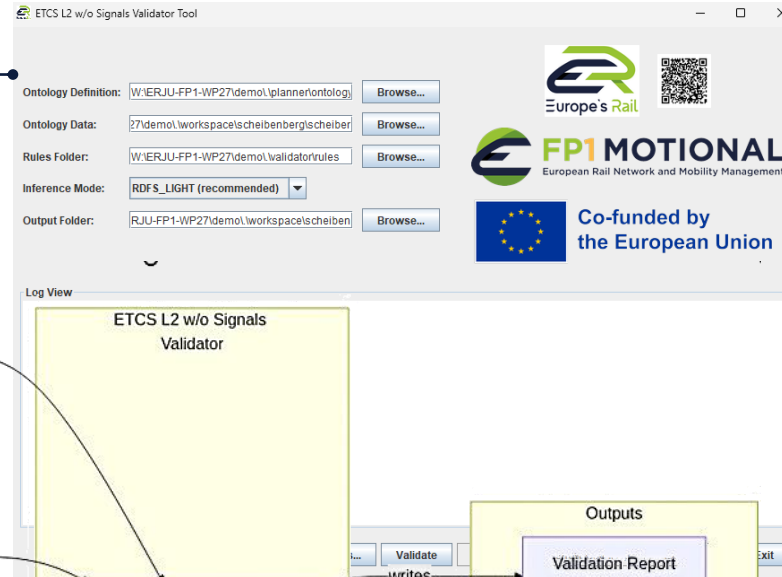 ETCS L2 w/o Signals Validator Tool
Ontology Definition: W:\ERJU-FP1-WP27\demo\.\planner\ontology Browse...
Ontology Data: 27\demo\.\workspace\scheibenberg\scheiber Browse...
Rules Folder: W:\ERJU-FP1-WP27\demo\.\validator\rules Browse...
Inference Mode: RDFS_LIGHT (recommended)
Output Folder: RJU-FP1-WP27\demo\.\workspace\scheiben Browse...
Europe's Rail
FP1 MOTIONAL
European Rail Network and Mobility Management
Co-funded by
the European Union
Log View
ETCS L2 w/o Signals
Validator
Outputs
Validation Report
... Validate Exit
writes